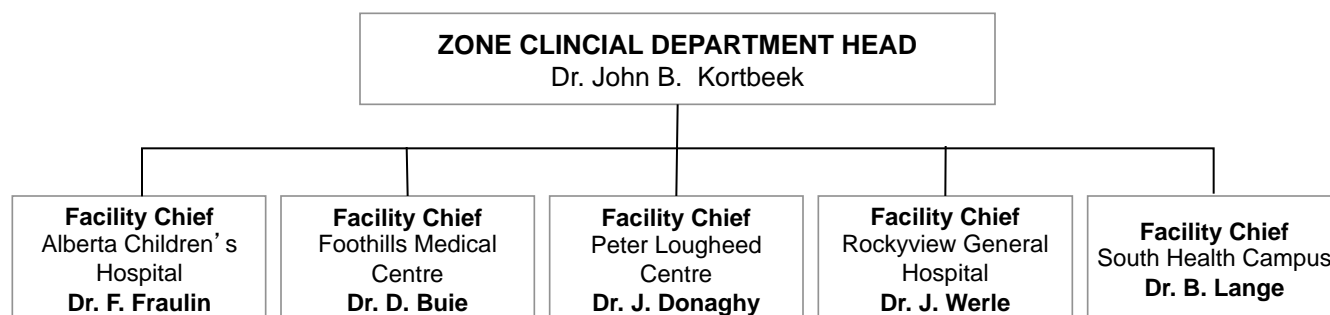 ZONE CLINCIAL DEPARTMENT HEAD
Dr. John B. Kortbeek
Facility Chief
Alberta Children’s
Hospital
Dr. F. Fraulin
Facility Chief
Foothills Medical
Centre
Dr. D. Buie
Facility Chief
Peter Lougheed
Centre
Dr. J. Donaghy
Facility Chief
Rockyview General
Hospital
Dr. J. Werle
Facility Chief
South Health Campus
Dr. B. Lange